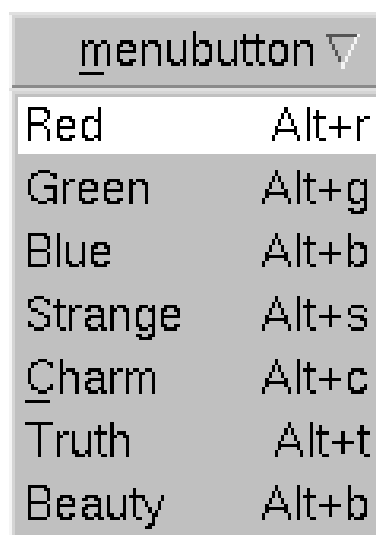 menubutton
Red Alt+r
Green Alt+g
Blue Alt+b
Strange Alt+s
Charm Alt+c
Truth Alt+t
Beauty Alt+b